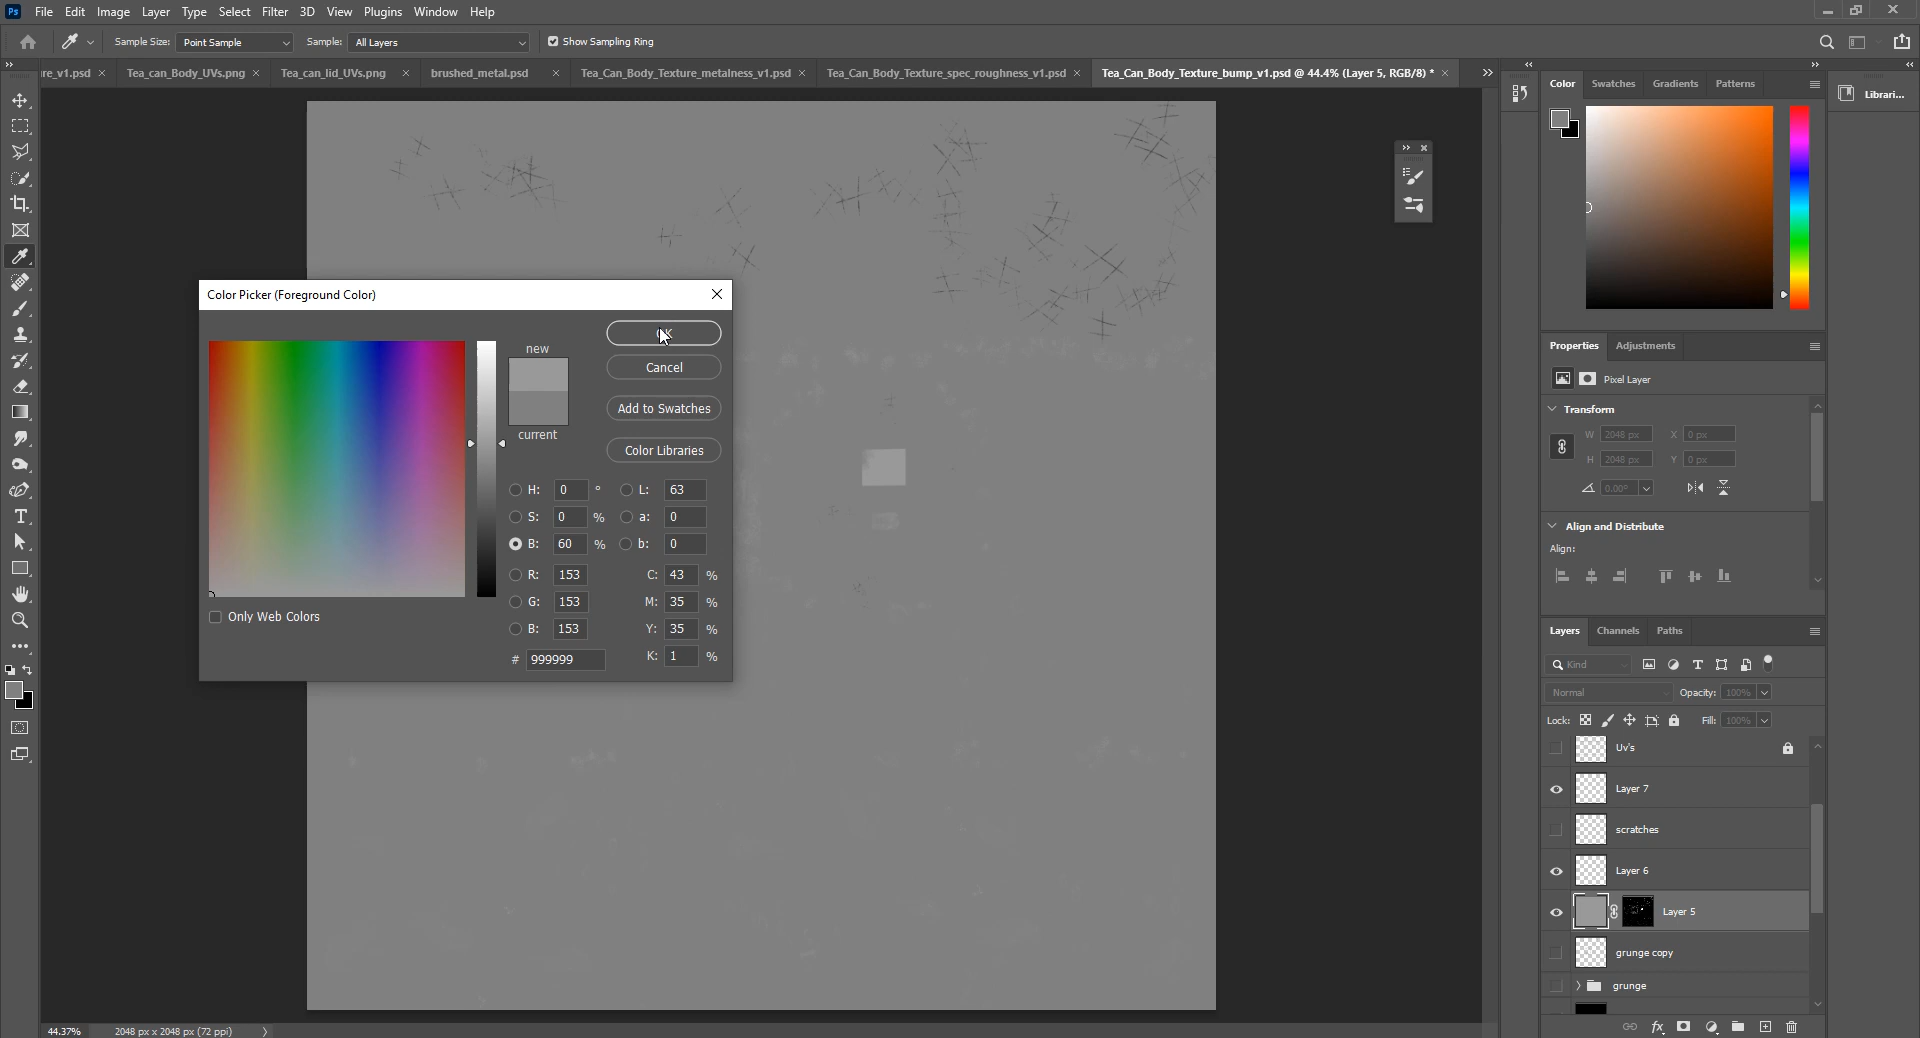 Ps File Edit Image Layer Type Select Filter 3D View Plugins Window Help
Sample Size: Point Sample Sample: All Layers Show Sampling Ring
re_v1.psd Tea_can_Body_UVs.png Tea_can_lid_UVs.png brushed_metal.psd Tea_Can_Body_Texture_metalness_v1.psd Tea_Can_Body_Texture_spec_roughness_v1.psd Tea_Can_Body_Texture_bump_v1.psd @ 44.4% (Layer 5, RGB/8) *
Color Swatches Gradients Patterns
Librari...
Color Picker (Foreground Color)
new
current
Cancel
Add to Swatches
Color Libraries
H: 0 ° L: 63
S: 0 % a: 0
B: 60 % b: 0
R: 153 C: 43 %
G: 153 M: 35 %
B: 153 Y: 35 %
# 999999 K: 1 %
Only Web Colors
Properties Adjustments
Pixel Layer
Transform
W 2048 px X 0 px
H 2048 px Y 0 px
0.00°
Align and Distribute
Align:
Layers Channels Paths
Kind
Normal Opacity: 100%
Lock: Fill: 100%
Uv's
Layer 7
scratches
Layer 6
Layer 5
grunge copy
grunge
fx
44.37% 2048 px x 2048 px (72 ppi)